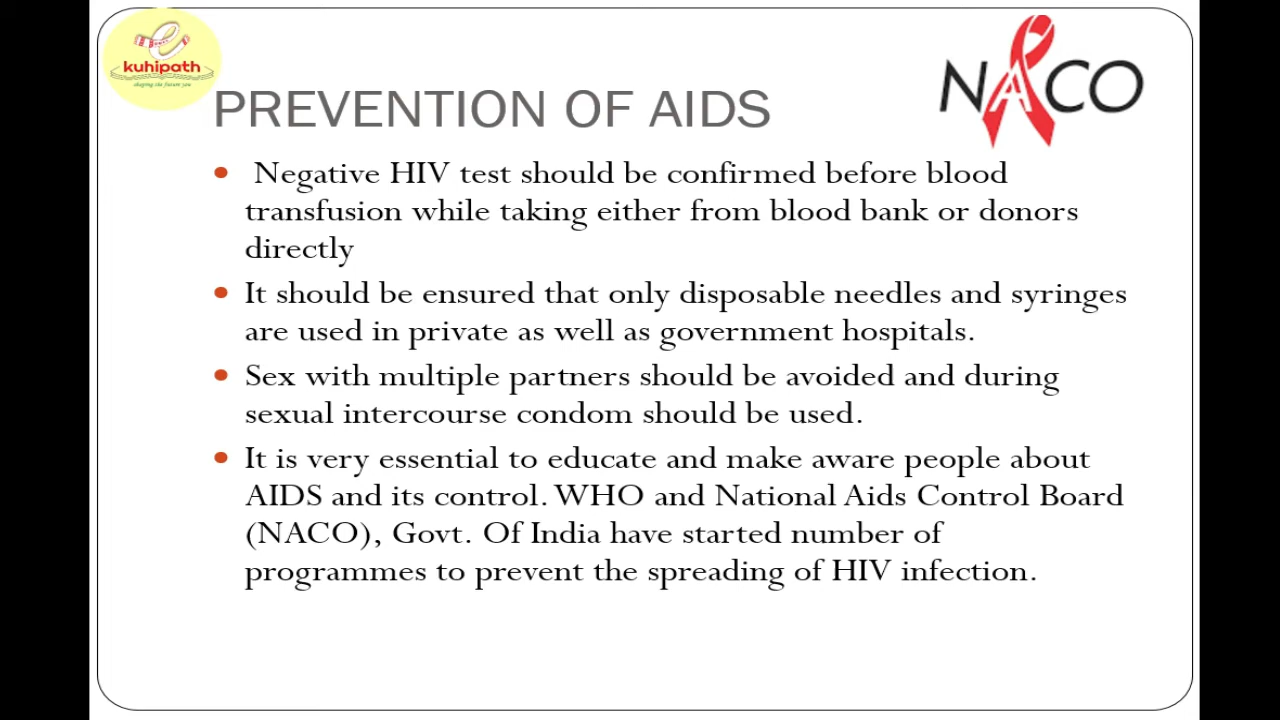 kuhipath
shaping the future you
NACO
PREVENTION OF AIDS
• Negative HIV test should be confirmed before blood
transfusion while taking either from blood bank or donors
directly
• It should be ensured that only disposable needles and syringes
are used in private as well as government hospitals.
• Sex with multiple partners should be avoided and during
sexual intercourse condom should be used.
• It is very essential to educate and make aware people about
AIDS and its control. WHO and National Aids Control Board
(NACO), Govt. Of India have started number of
programmes to prevent the spreading of HIV infection.